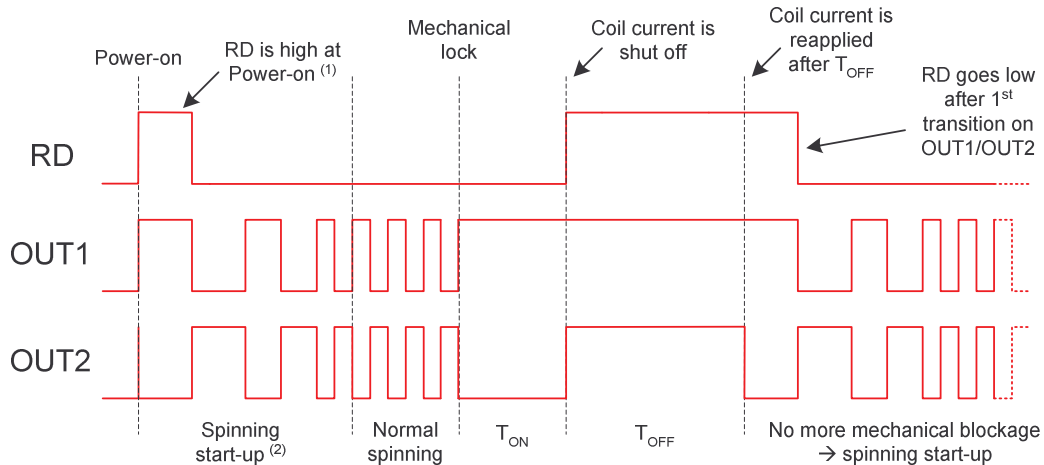 Power-on
RD is high at
Power-on (1)
Mechanical
lock
Coil current is
shut off
Coil current is
reapplied
after TOFF
RD goes low
after 1st
transition on
OUT1/OUT2
RD
OUT1
OUT2
Spinning
start-up (2)
Normal
spinning
TON
TOFF
No more mechanical blockage
→ spinning start-up